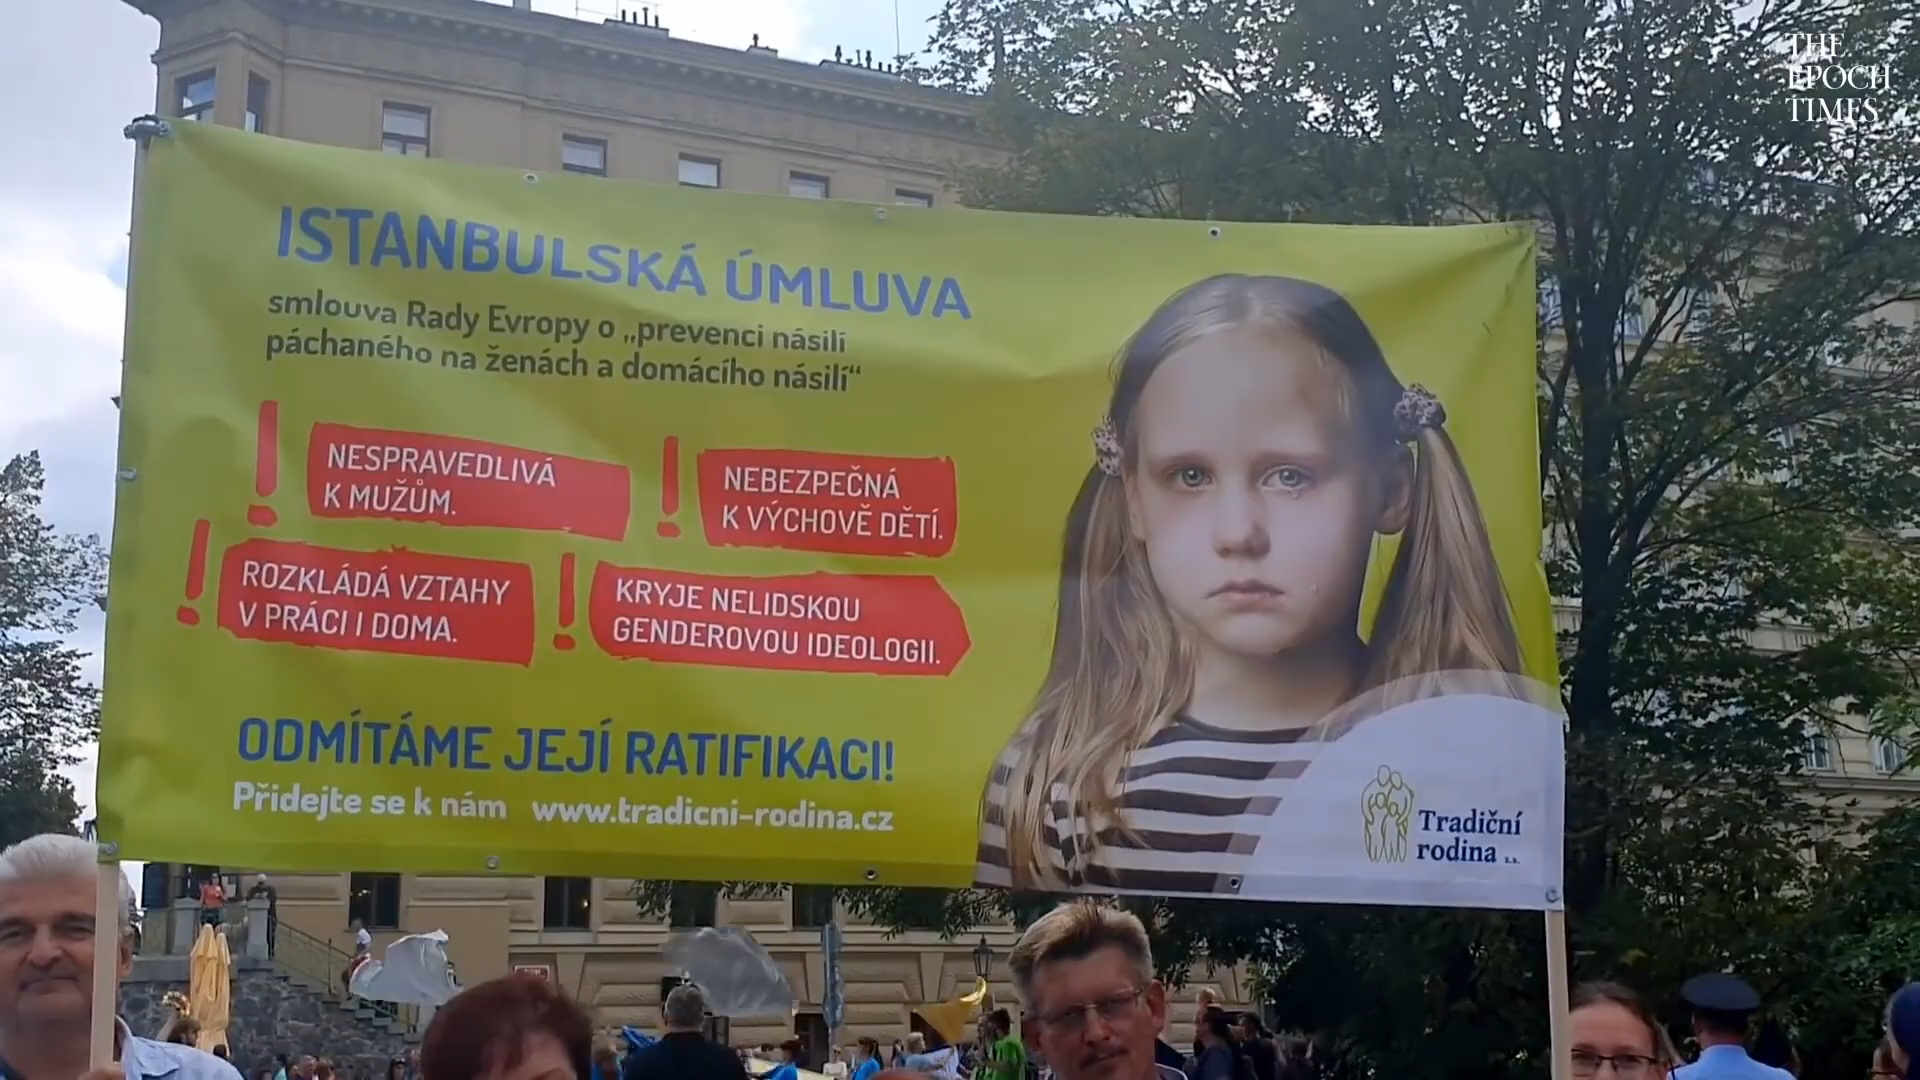 THE
EPOCH
TIMES
ISTANBULSKÁ ÚMLUVA
smlouva Rady Evropy o „prevenci násilí
páchaného na ženách a domácího násilí“
! NESPRAVEDLIVÁ
K MUŽŮM.
! NEBEZPEČNÁ
K VÝCHOVĚ DĚTÍ.
! ROZKLÁDÁ VZTAHY
V PRÁCI I DOMA.
! KRYJE NELIDSKOU
GENDEROVOU IDEOLOGII.
ODMÍTÁME JEJÍ RATIFIKACI!
Přidejte se k nám www.tradicni-rodina.cz
Tradiční
rodina z.s.